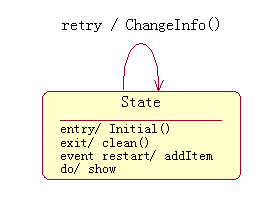 retry / ChangeInfo()
State
entry/ Initial()
exit/ clean()
event restart/ addItem
do/ show